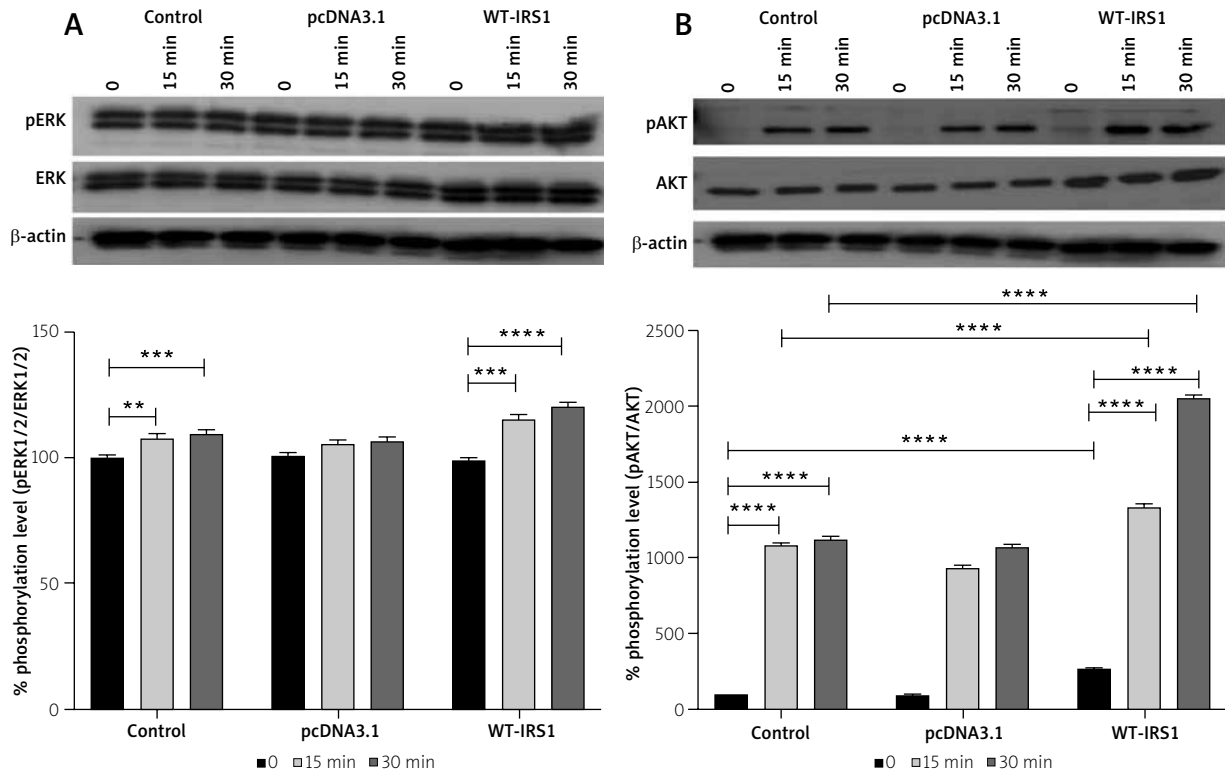 A
Control
pcDNA3.1
WT-IRS1
0
15 min
30 min
0
15 min
30 min
0
15 min
30 min
pERK
ERK
β-actin
% phosphorylation level (pERK1/2/ERK1/2)
150
100
50
0
**
***
***
****
Control
pcDNA3.1
WT-IRS1
0 15 min 30 min
B
Control
pcDNA3.1
WT-IRS1
0
15 min
30 min
0
15 min
30 min
0
15 min
30 min
pAKT
AKT
β-actin
% phosphorylation level (pAKT/AKT)
2500
2000
1500
1000
500
0
****
****
****
****
****
****
****
Control
pcDNA3.1
WT-IRS1
0 15 min 30 min